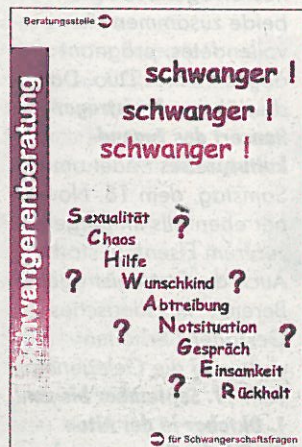 Beratungsstelle
schwanger !
schwanger !
schwanger !
Schwangerenberatung
Sexualität ?
Chaos
? Hilfe
Wunschkind ?
Abtreibung
? Notsituation
Gespräch ?
? Einsamkeit
Rückhalt
für Schwangerschaftsfragen